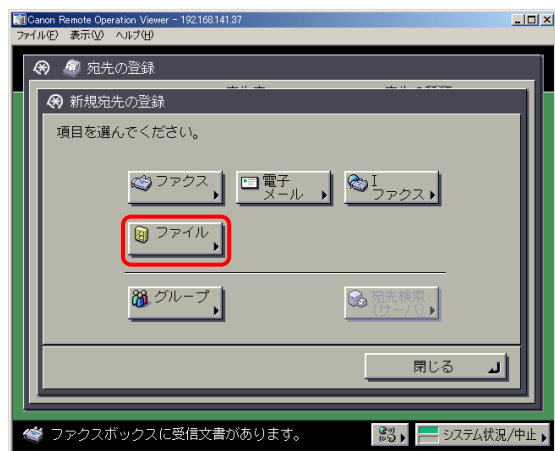 Canon Remote Operation Viewer - 192.168.141.37
ファイル(F) 表示(V) ヘルプ(H)
宛先の登録
新規宛先の登録
項目を選んでください。
ファクス
電子
メール
I
ファクス
ファイル
グループ
宛先検索
(サーバ)
閉じる
ファクスボックスに受信文書があります。
システム状況/中止